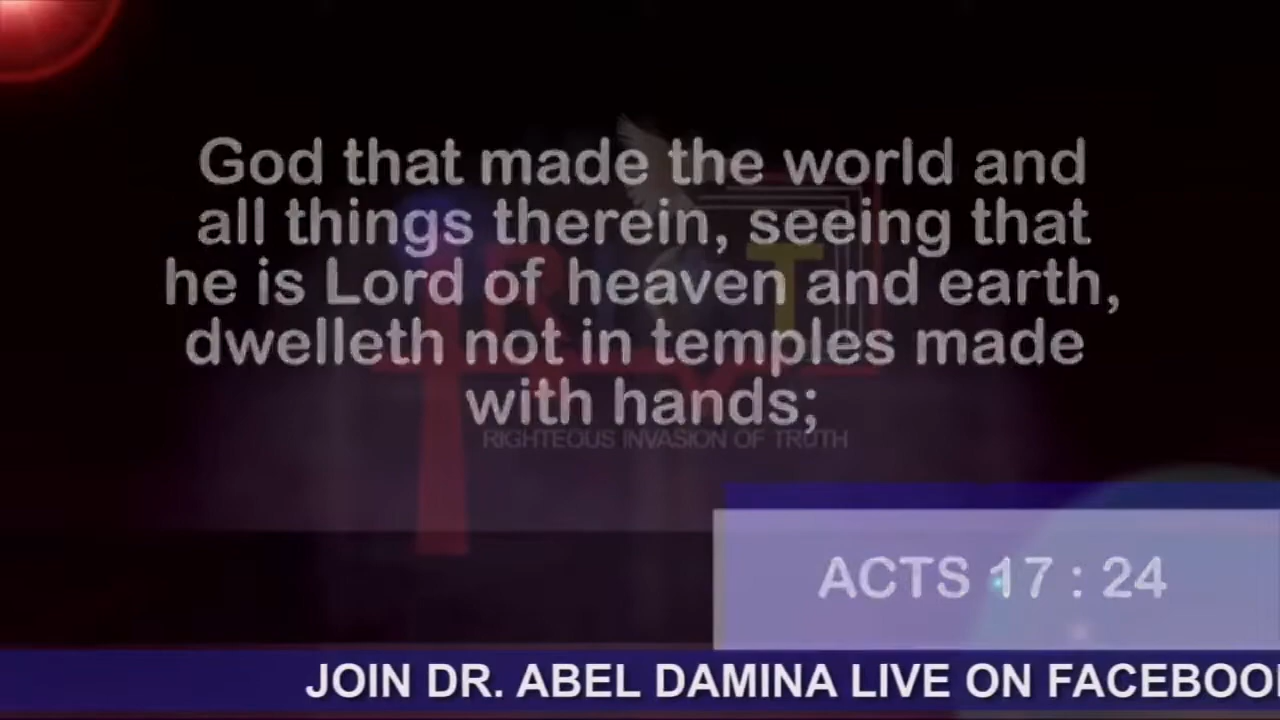 God that made the world and
all things therein, seeing that
he is Lord of heaven and earth,
dwelleth not in temples made
with hands;
RIGHTEOUS INVASION OF TRUTH
ACTS 17 : 24
JOIN DR. ABEL DAMINA LIVE ON FACEBOO